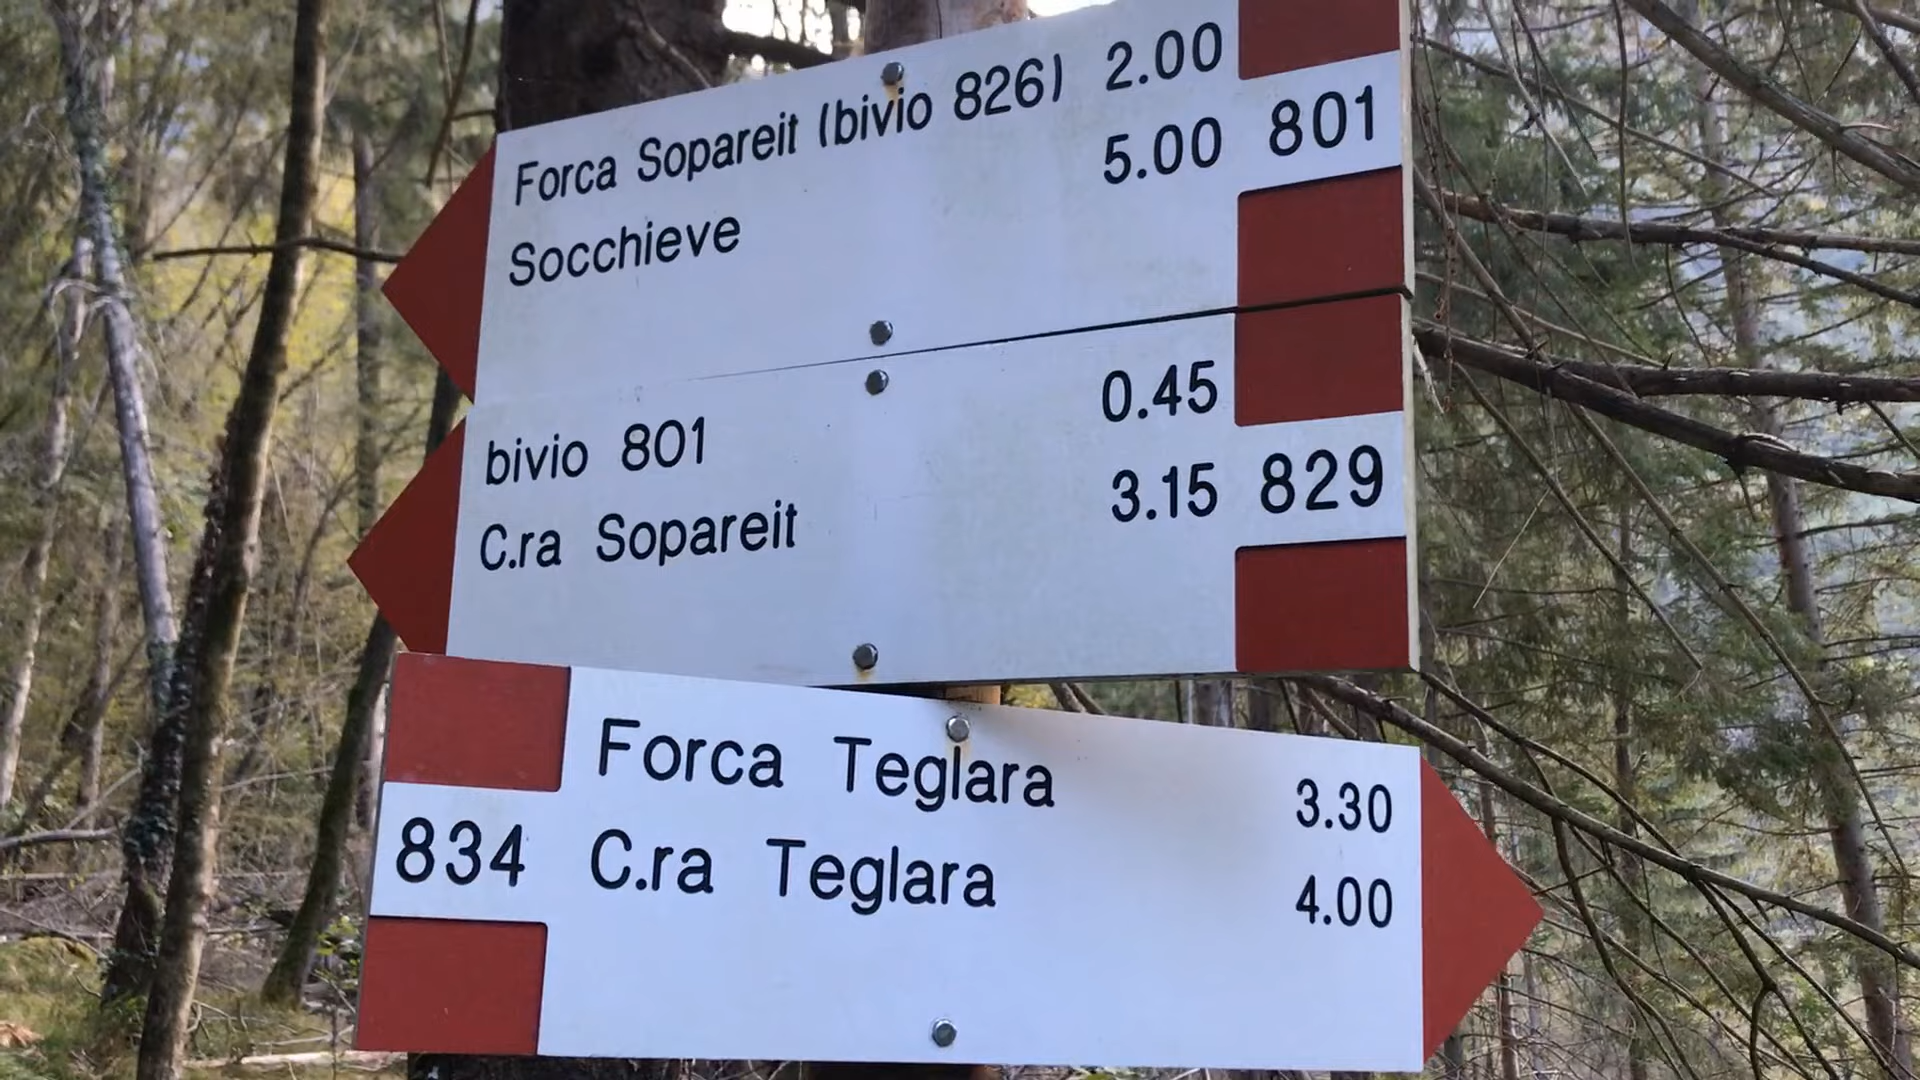 Forca Sopareit (bivio 826) 2.00
Socchieve 5.00 801
bivio 801 0.45
C.ra Sopareit 3.15 829
Forca Teglara 3.30
834 C.ra Teglara 4.00